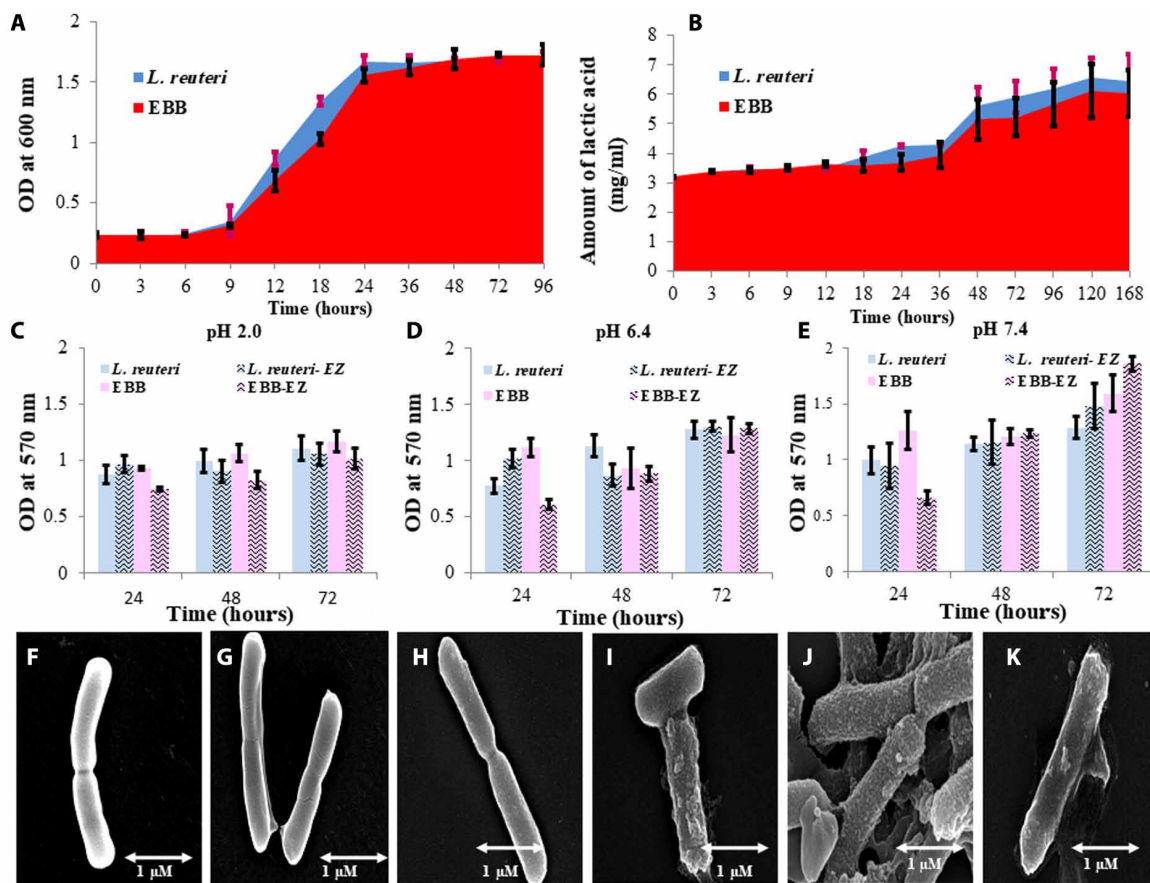 A
OD at 600 nm
2
1.5
1
0.5
0
L. reuteri
EBB
0 3 6 9 12 18 24 36 48 72 96
Time (hours)
B
Amount of lactic acid
(mg/ml)
8
7
6
5
4
3
2
1
0
L. reuteri
EBB
0 3 6 9 12 18 24 36 48 72 96 120 168
Time (hours)
C
pH 2.0
OD at 570 nm
2
1.5
1
0.5
0
L. reuteri L. reuteri- EZ
EBB EBB-EZ
24 48 72
Time (hours)
D
pH 6.4
OD at 570 nm
2
1.5
1
0.5
0
L. reuteri L. reuteri- EZ
EBB EBB-EZ
24 48 72
Time (hours)
E
pH 7.4
OD at 570 nm
2
1.5
1
0.5
0
L. reuteri L. reuteri- EZ
EBB EBB-EZ
24 48 72
Time (hours)
F
1 µM
G
1 µM
H
1 µM
I
1 µM
J
1 µM
K
1 µM